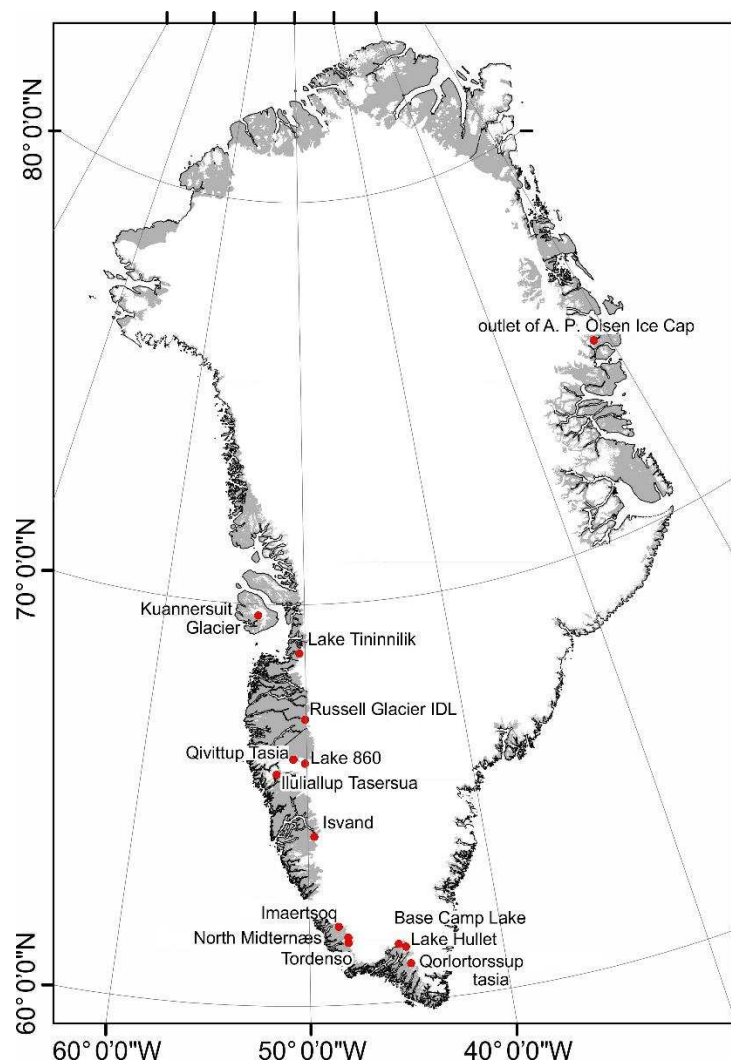 80° 0'0"N
outlet of A. P. Olsen Ice Cap
70° 0'0"N
Kuannersuit
Glacier
Lake Tininnilik
Russell Glacier IDL
Qivittup Tasia
Lake 860
Iluliallup Tasersua
Isvand
Imaertsoq
Base Camp Lake
North Midternæs
Lake Hullet
Tordensø
Qorlortorssup
tasia
60° 0'0"N
60° 0'0"W
50° 0'0"W
40° 0'0"W